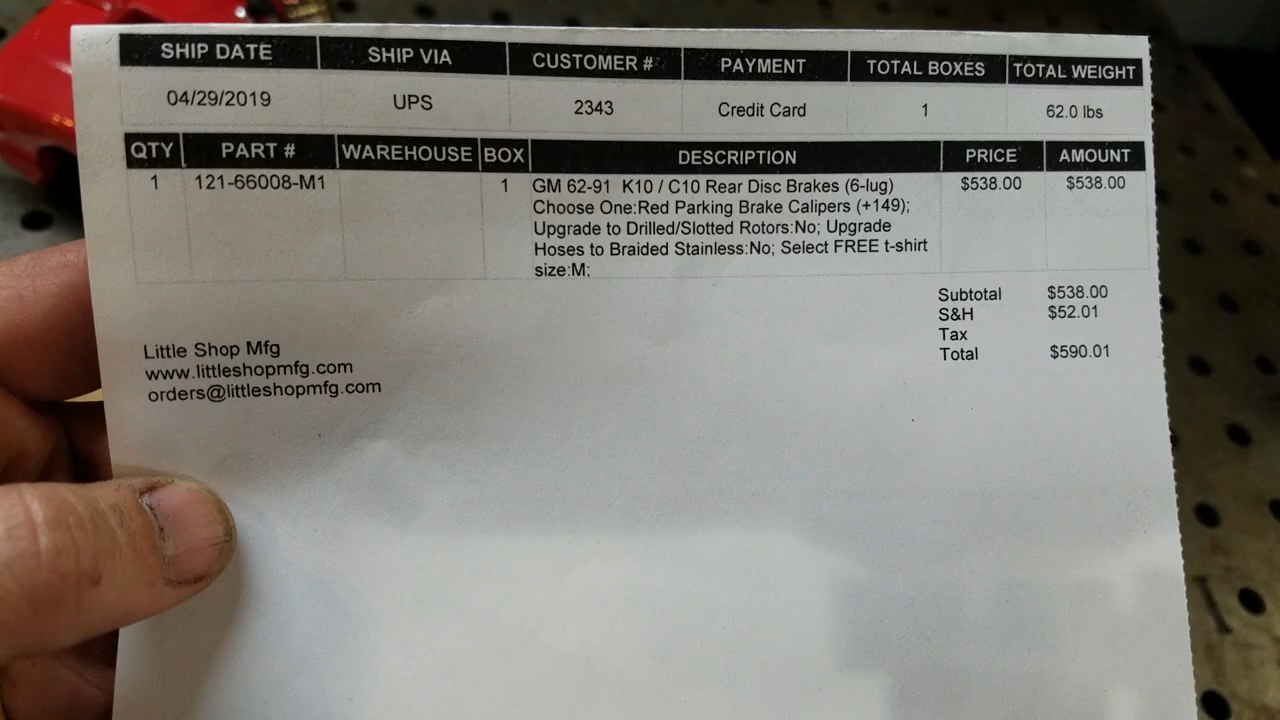 SHIP DATE SHIP VIA CUSTOMER # PAYMENT TOTAL BOXES TOTAL WEIGHT
04/29/2019 UPS 2343 Credit Card 1 62.0 lbs
QTY PART # WAREHOUSE BOX DESCRIPTION PRICE AMOUNT
1 121-66008-M1 1 GM 62-91 K10 / C10 Rear Disc Brakes (6-lug) $538.00 $538.00
Choose One:Red Parking Brake Calipers (+149);
Upgrade to Drilled/Slotted Rotors:No; Upgrade
Hoses to Braided Stainless:No; Select FREE t-shirt
size:M;
Subtotal $538.00
S&H $52.01
Tax
Total $590.01
Little Shop Mfg
www.littleshopmfg.com
orders@littleshopmfg.com